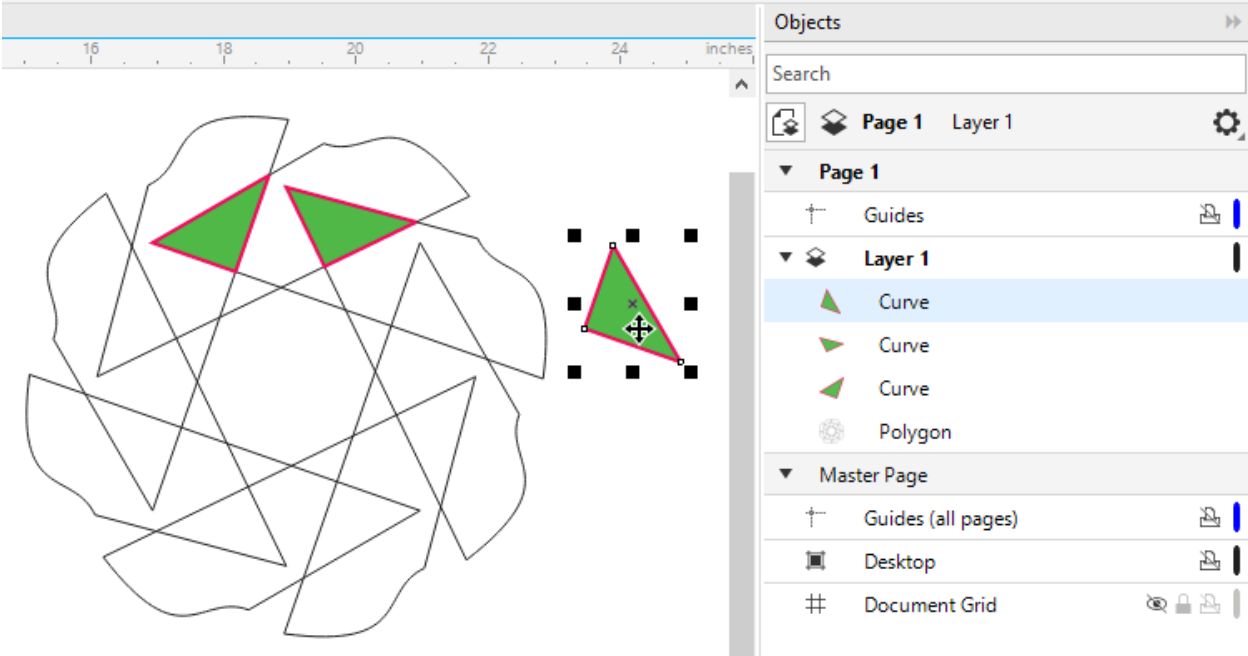 Objects
16 18 20 22 24 inches
Search
Page 1 Layer 1
Page 1
Guides
Layer 1
Curve
Curve
Curve
Polygon
Master Page
Guides (all pages)
Desktop
Document Grid